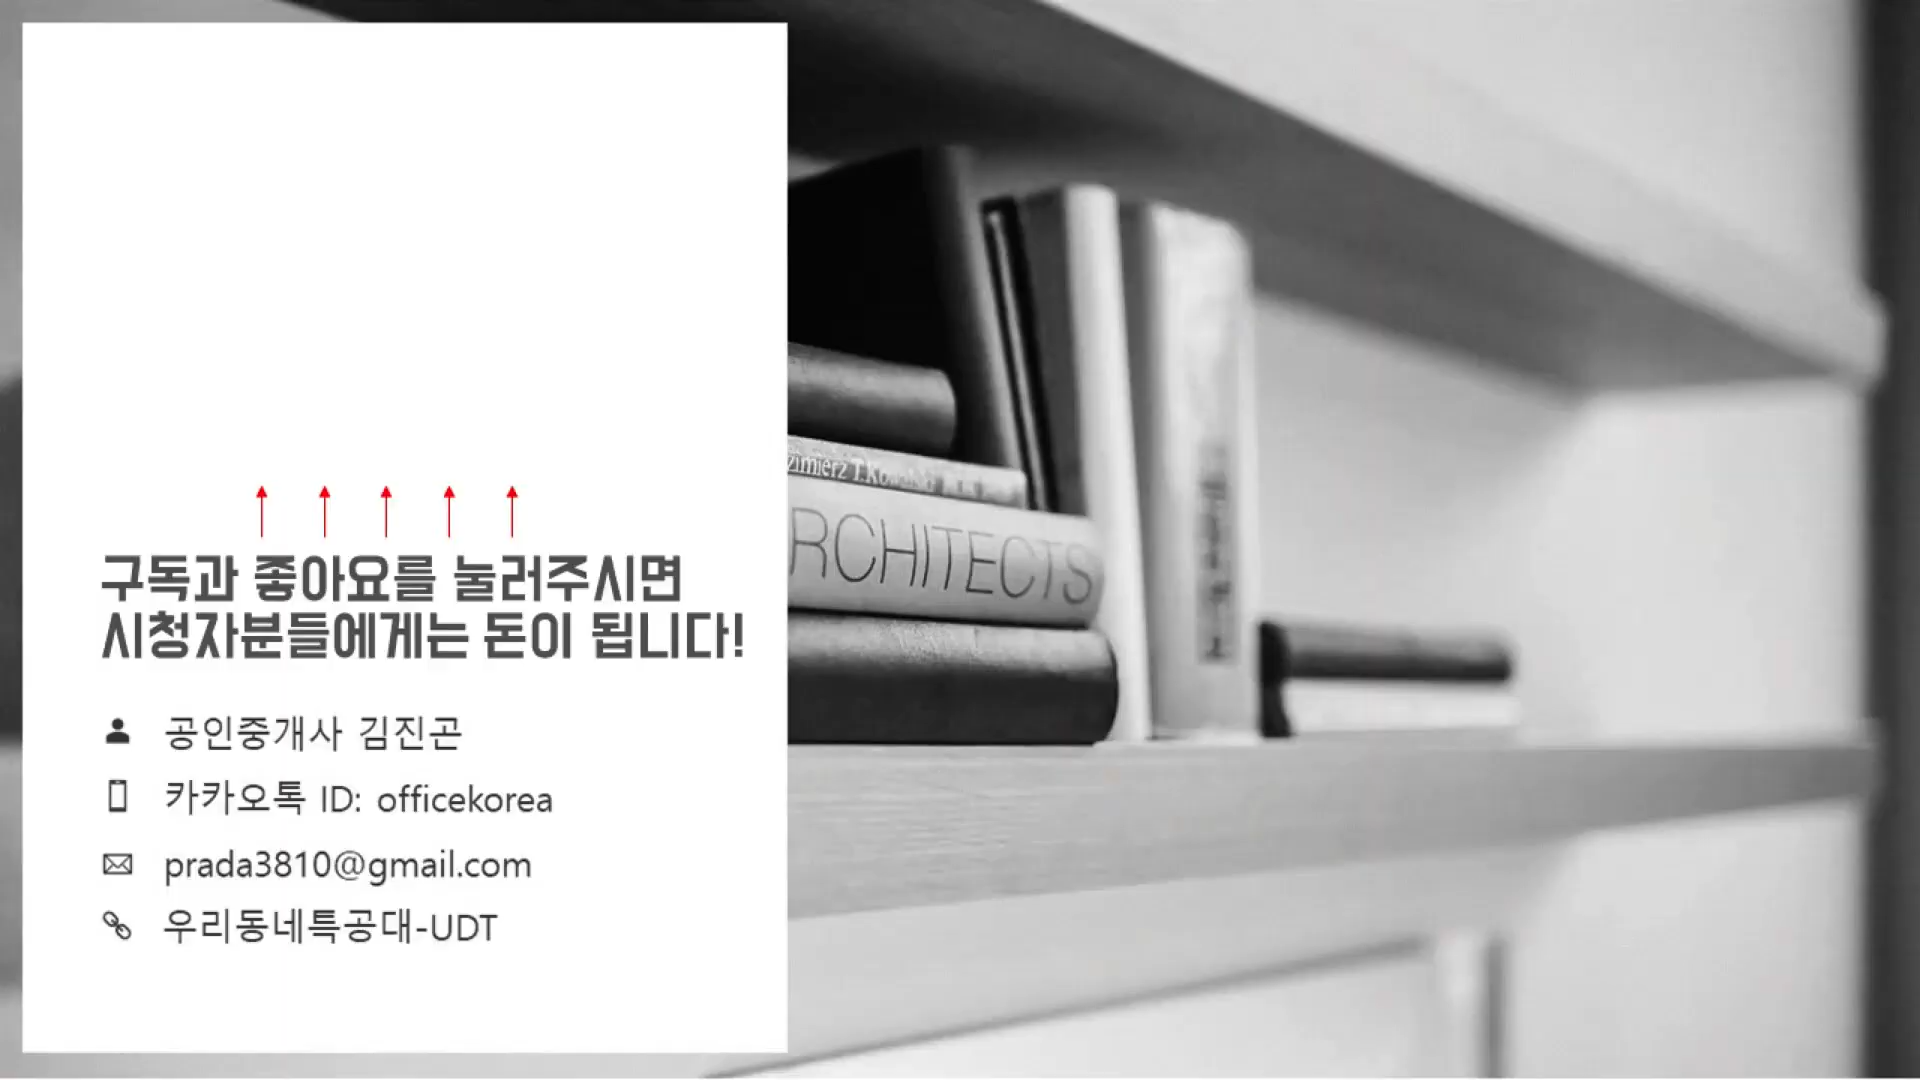 구독과 좋아요를 눌러주시면
시청자분들에게는 돈이 됩니다!
공인중개사 김진곤
카카오톡 ID: officekorea
prada3810@gmail.com
우리동네특공대-UDT
zimierz T.Kowalski
RCHITECTS